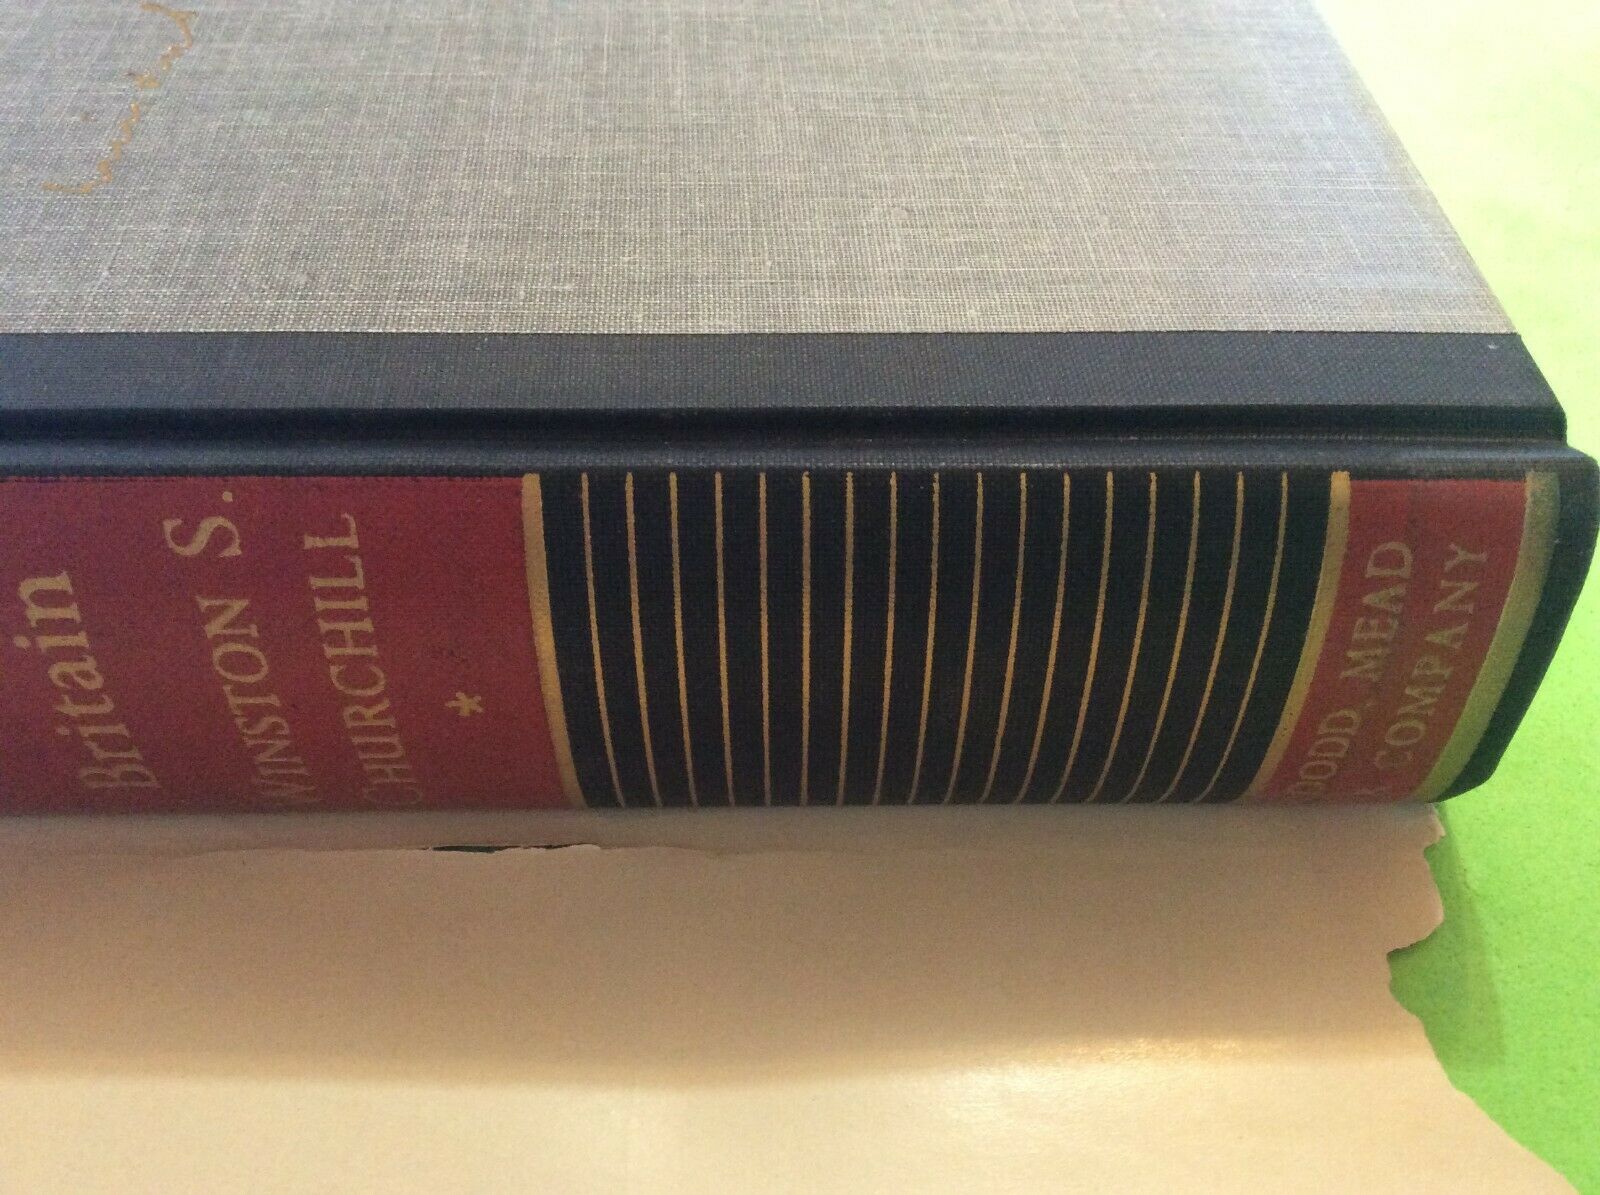 Britain
WINSTON S.
CHURCHILL
*
DODD, MEAD
& COMPANY